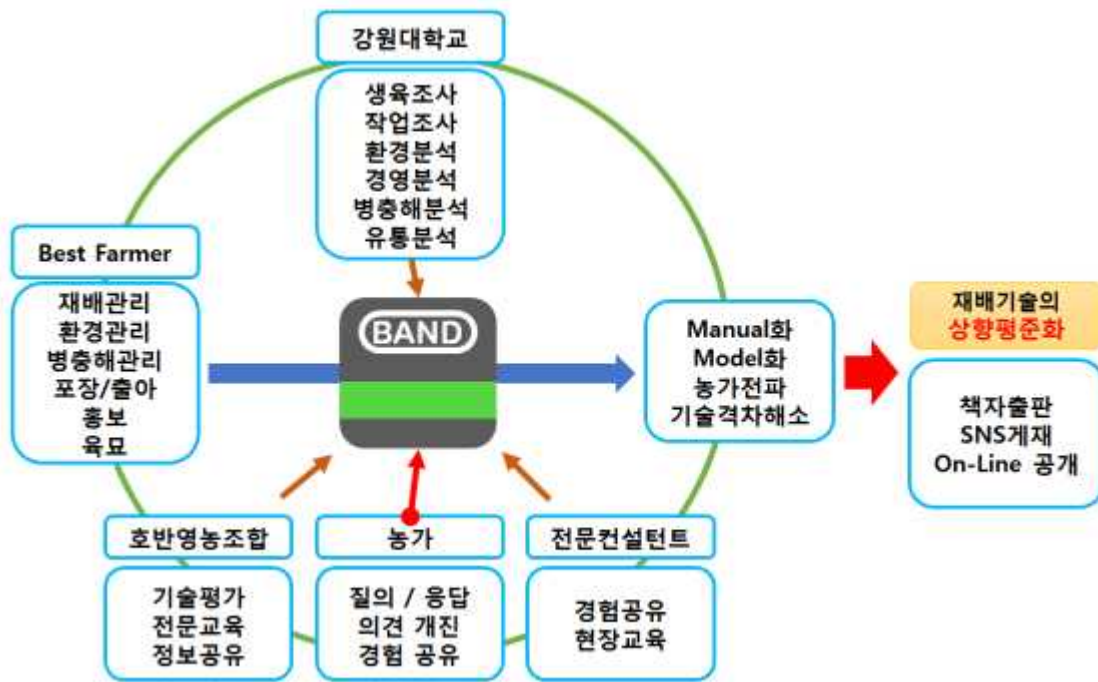 강원대학교
생육조사
작업조사
환경분석
경영분석
병충해분석
유통분석
Best Farmer
재배관리
환경관리
병충해관리
포장/출아
홍보
육묘
BAND
Manual화
Model화
농가전파
기술격차해소
재배기술의
상향평준화
책자출판
SNS게재
On-Line 공개
호반영농조합
기술평가
전문교육
정보공유
농가
질의 / 응답
의견 개진
경험 공유
전문컨설턴트
경험공유
현장교육